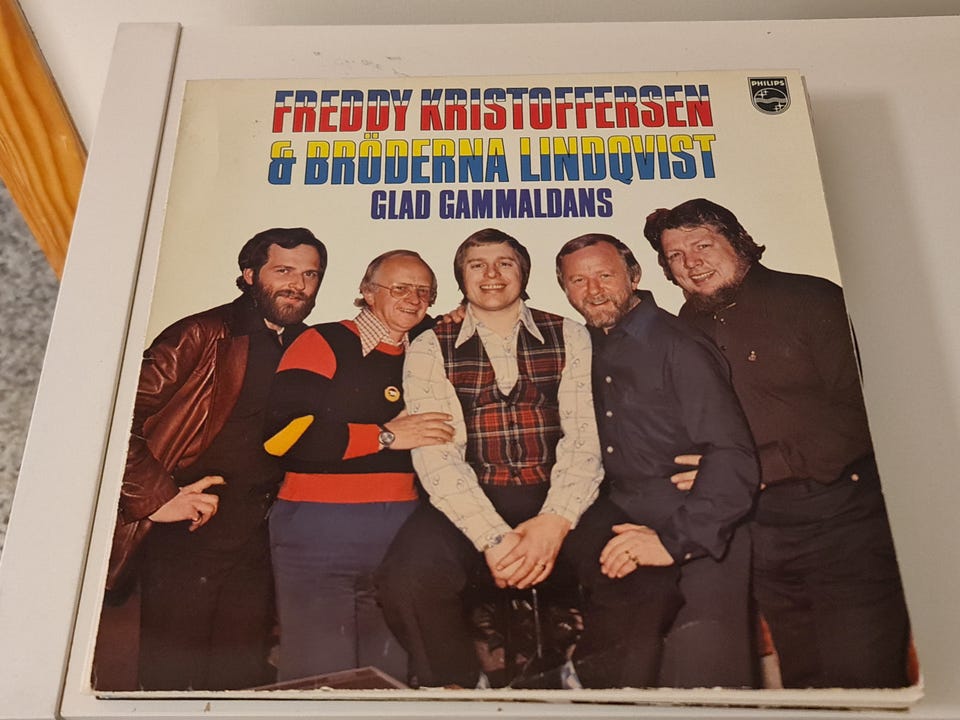 FREDDY KRISTOFFERSEN
& BRÖDERNA LINDQVIST
GLAD GAMMALDANS
PHILIPS